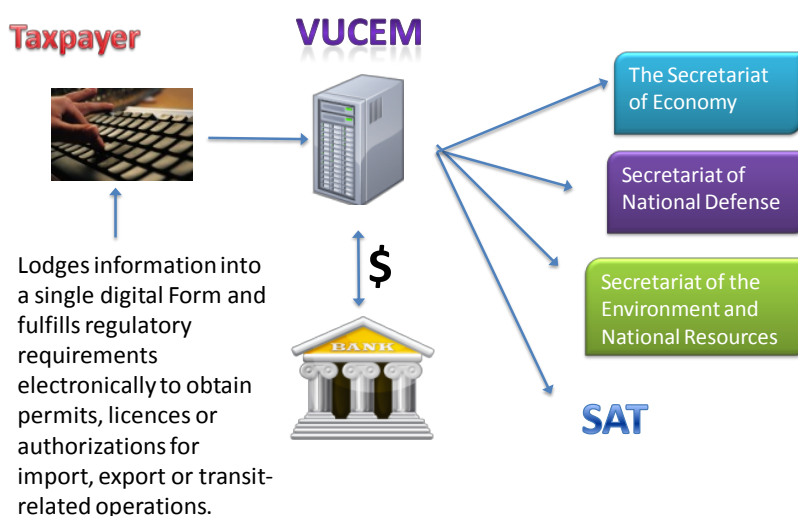 Taxpayer
VUCEM
Lodges information into
a single digital Form and
fulfills regulatory
requirements
electronically to obtain
permits, licences or
authorizations for
import, export or transit-
related operations.
$
BANK
The Secretariat
of Economy
Secretariat of
National Defense
Secretariat of the
Environment and
National Resources
SAT